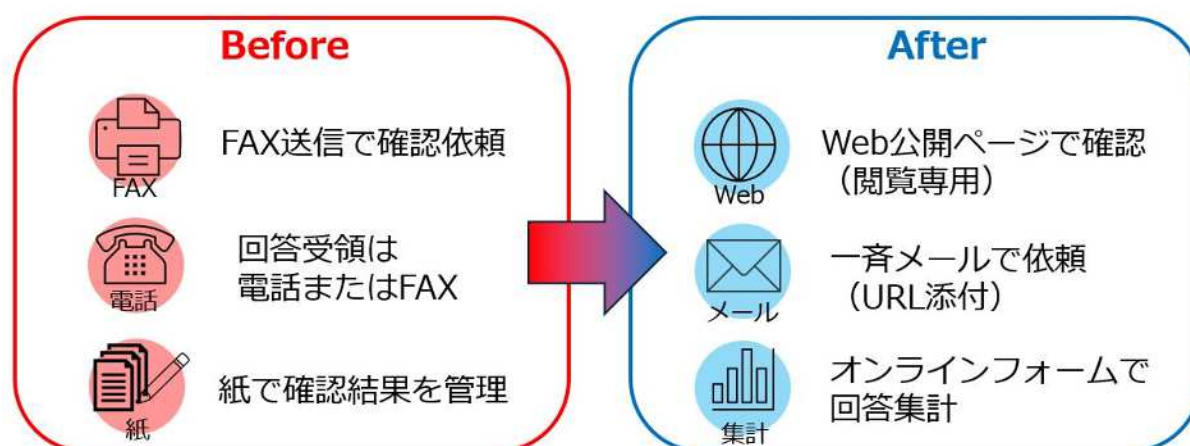 Before
FAX
FAX送信で確認依頼
電話
回答受領は
電話またはFAX
紙
紙で確認結果を管理
After
Web
Web公開ページで確認
（閲覧専用）
メール
一斉メールで依頼
（URL添付）
集計
オンラインフォームで
回答集計